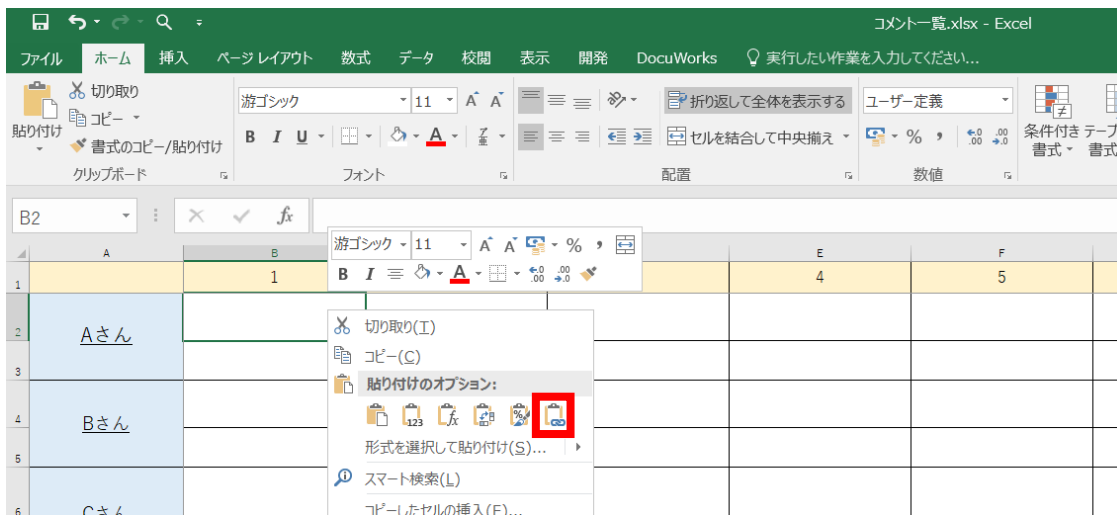 コメント一覧.xlsx - Excel
ファイル ホーム 挿入 ページ レイアウト 数式 データ 校閲 表示 開発 DocuWorks 実行したい作業を入力してください...
切り取り
コピー
書式のコピー/貼り付け
貼り付け
クリップボード
游ゴシック 11
B I U
フォント
折り返して全体を表示する
セルを結合して中央揃え
配置
ユーザー定義
% ,
数値
条件付き
書式
B2
fx
游ゴシック 11 % ,
B I A
A B E F
1 1 4 5
2 Aさん
3
4 Bさん
5
6 Cさん
切り取り(T)
コピー(C)
貼り付けのオプション:
123 fx %
形式を選択して貼り付け(S)...
スマート検索(L)
コピーしたセルの挿入(E)...